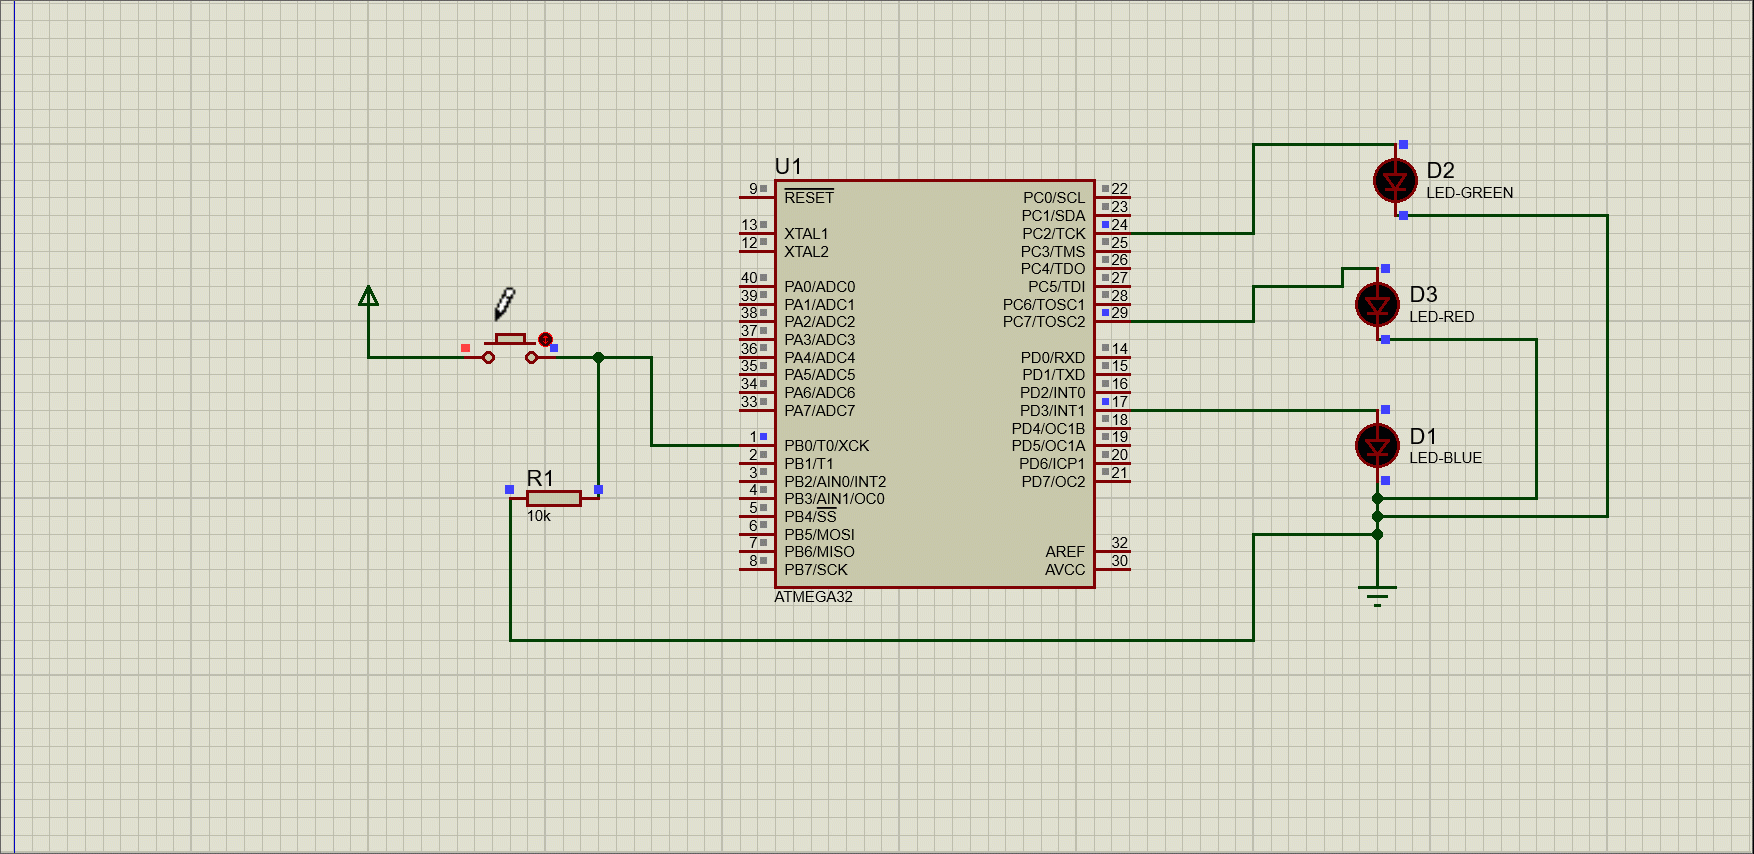 U1
9 RESET
13 XTAL1
12 XTAL2
40 PA0/ADC0
39 PA1/ADC1
38 PA2/ADC2
37 PA3/ADC3
36 PA4/ADC4
35 PA5/ADC5
34 PA6/ADC6
33 PA7/ADC7
1 PB0/T0/XCK
2 PB1/T1
3 PB2/AIN0/INT2
4 PB3/AIN1/OC0
5 PB4/SS
6 PB5/MOSI
7 PB6/MISO
8 PB7/SCK
PC0/SCL 22
PC1/SDA 23
PC2/TCK 24
PC3/TMS 25
PC4/TDO 26
PC5/TDI 27
PC6/TOSC1 28
PC7/TOSC2 29
PD0/RXD 14
PD1/TXD 15
PD2/INT0 16
PD3/INT1 17
PD4/OC1B 18
PD5/OC1A 19
PD6/ICP1 20
PD7/OC2 21
AREF 32
AVCC 30
ATMEGA32
R1
10k
D2
LED-GREEN
D3
LED-RED
D1
LED-BLUE